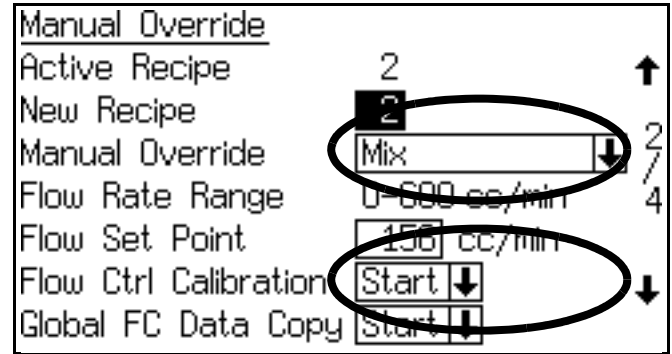 Manual Override
Active Recipe 2
New Recipe 2
Manual Override Mix
Flow Rate Range 0-600 cc/min
Flow Set Point 156 cc/min
Flow Ctrl Calibration Start
Global FC Data Copy Start
2/4